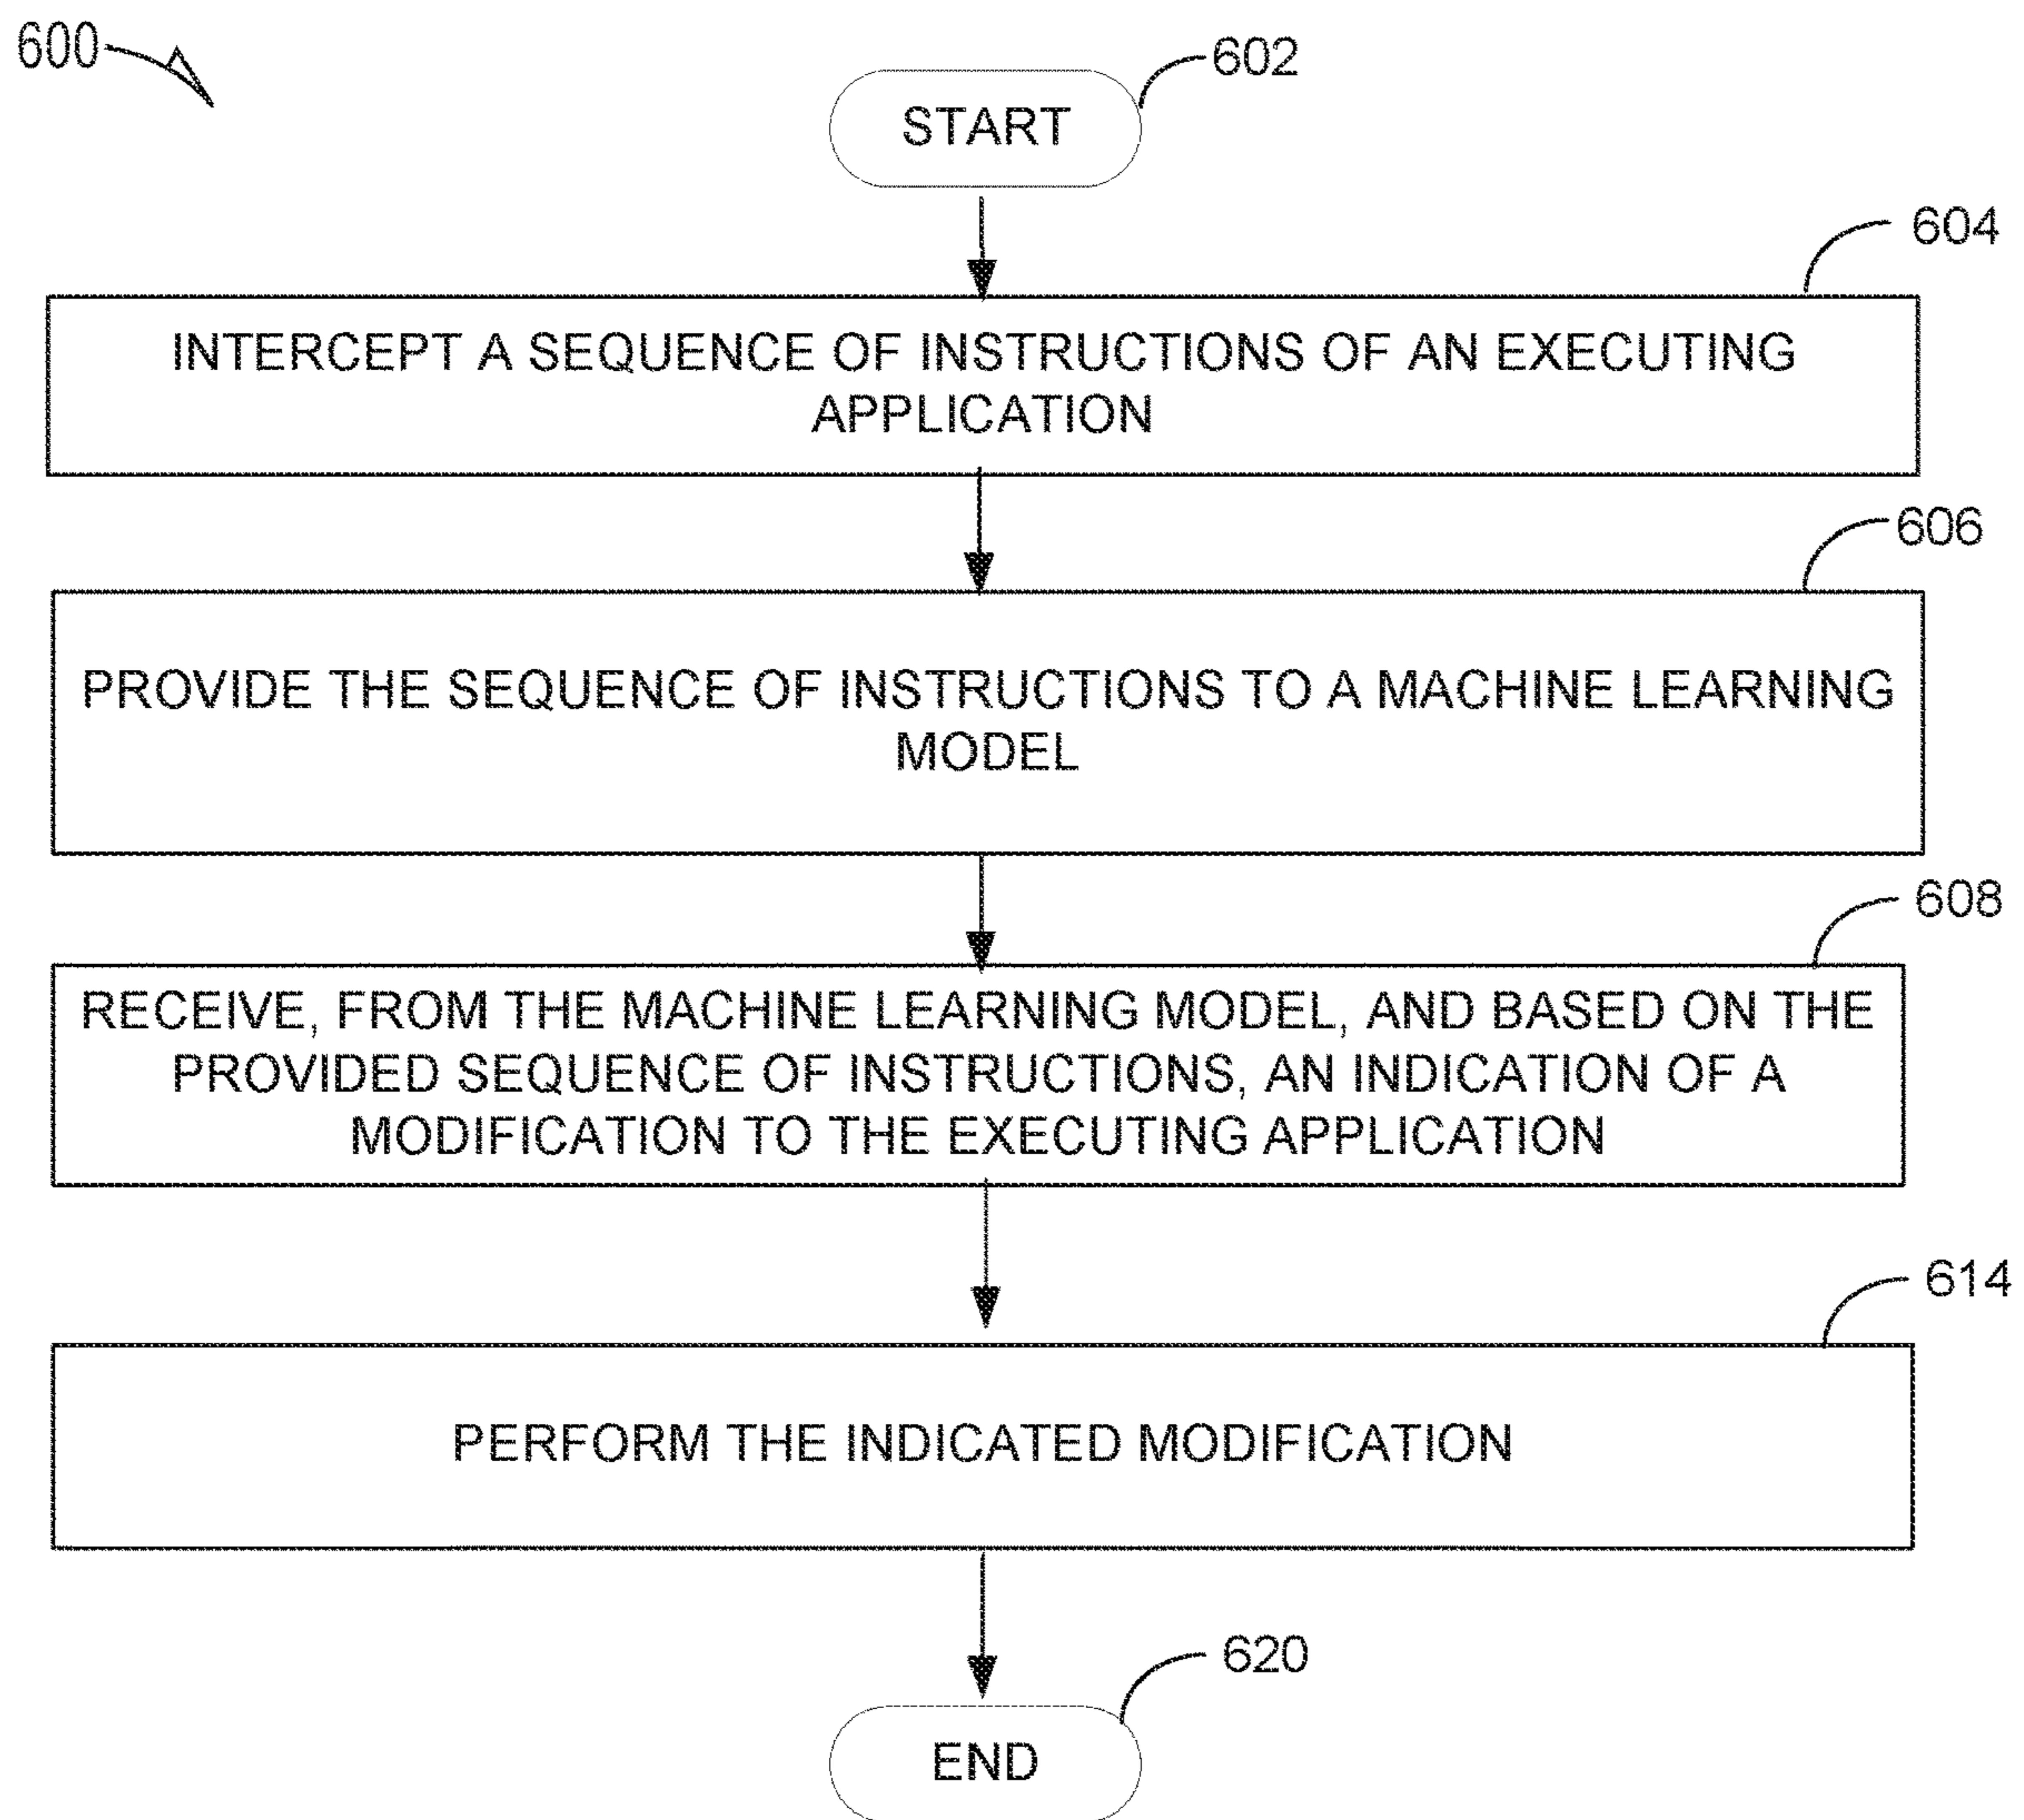 600
602
START
604
INTERCEPT A SEQUENCE OF INSTRUCTIONS OF AN EXECUTING
APPLICATION
606
PROVIDE THE SEQUENCE OF INSTRUCTIONS TO A MACHINE LEARNING
MODEL
608
RECEIVE, FROM THE MACHINE LEARNING MODEL, AND BASED ON THE
PROVIDED SEQUENCE OF INSTRUCTIONS, AN INDICATION OF A
MODIFICATION TO THE EXECUTING APPLICATION
614
PERFORM THE INDICATED MODIFICATION
620
END